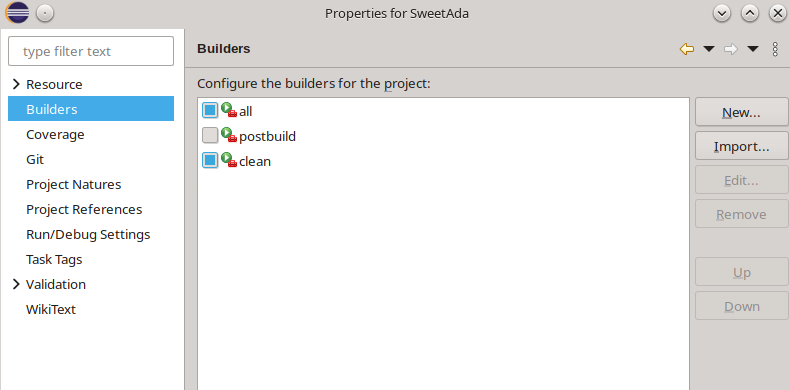 Properties for SweetAda
type filter text
Resource
Builders
Coverage
Git
Project Natures
Project References
Run/Debug Settings
Task Tags
Validation
WikiText
Builders
Configure the builders for the project:
all
postbuild
clean
New...
Import...
Edit...
Remove
Up
Down